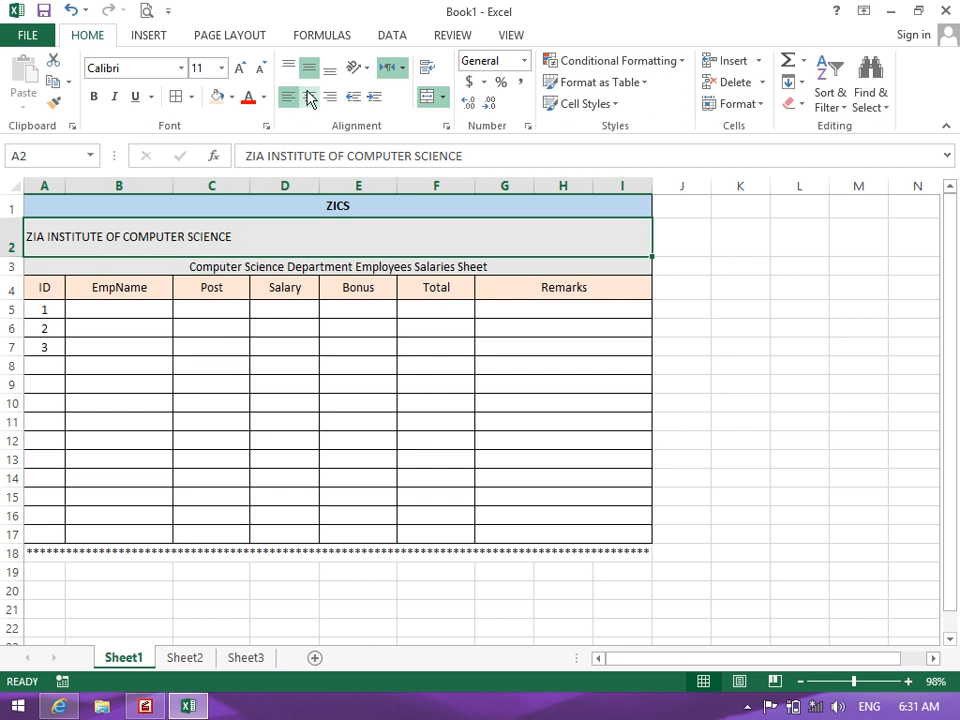 Book1 - Excel
Sign in
FILE HOME INSERT PAGE LAYOUT FORMULAS DATA REVIEW VIEW
Paste
Calibri 11
B I U
General
$ % ,
Conditional Formatting
Format as Table
Cell Styles
Insert
Delete
Format
Sort & Filter
Find & Select
Clipboard Font Alignment Number Styles Cells Editing
A2 fx ZIA INSTITUTE OF COMPUTER SCIENCE
A B C D E F G H I J K L M N
1 ZICS
2 ZIA INSTITUTE OF COMPUTER SCIENCE
3 Computer Science Department Employees Salaries Sheet
4 ID EmpName Post Salary Bonus Total Remarks
5 1
6 2
7 3
8
9
10
11
12
13
14
15
16
17
18 ****************************************************************************************************
19
20
21
22
Sheet1 Sheet2 Sheet3
READY 98%
ENG 6:31 AM